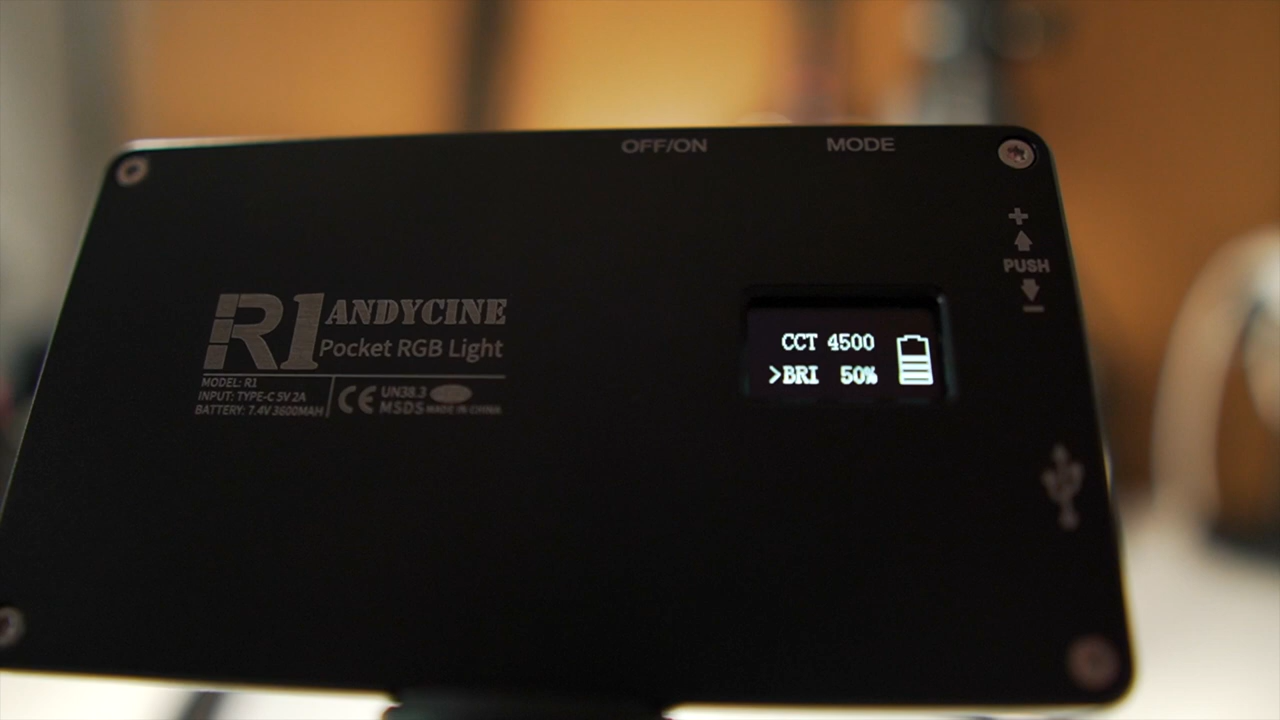 OFF/ON
MODE
+
PUSH
−
R1 ANDYCINE
Pocket RGB Light
MODEL: R1
INPUT: TYPE-C 5V 2A
BATTERY: 7.4V 3600MAH
CE UN38.3
MSDS MADE IN CHINA
CCT 4500
>BRI 50%